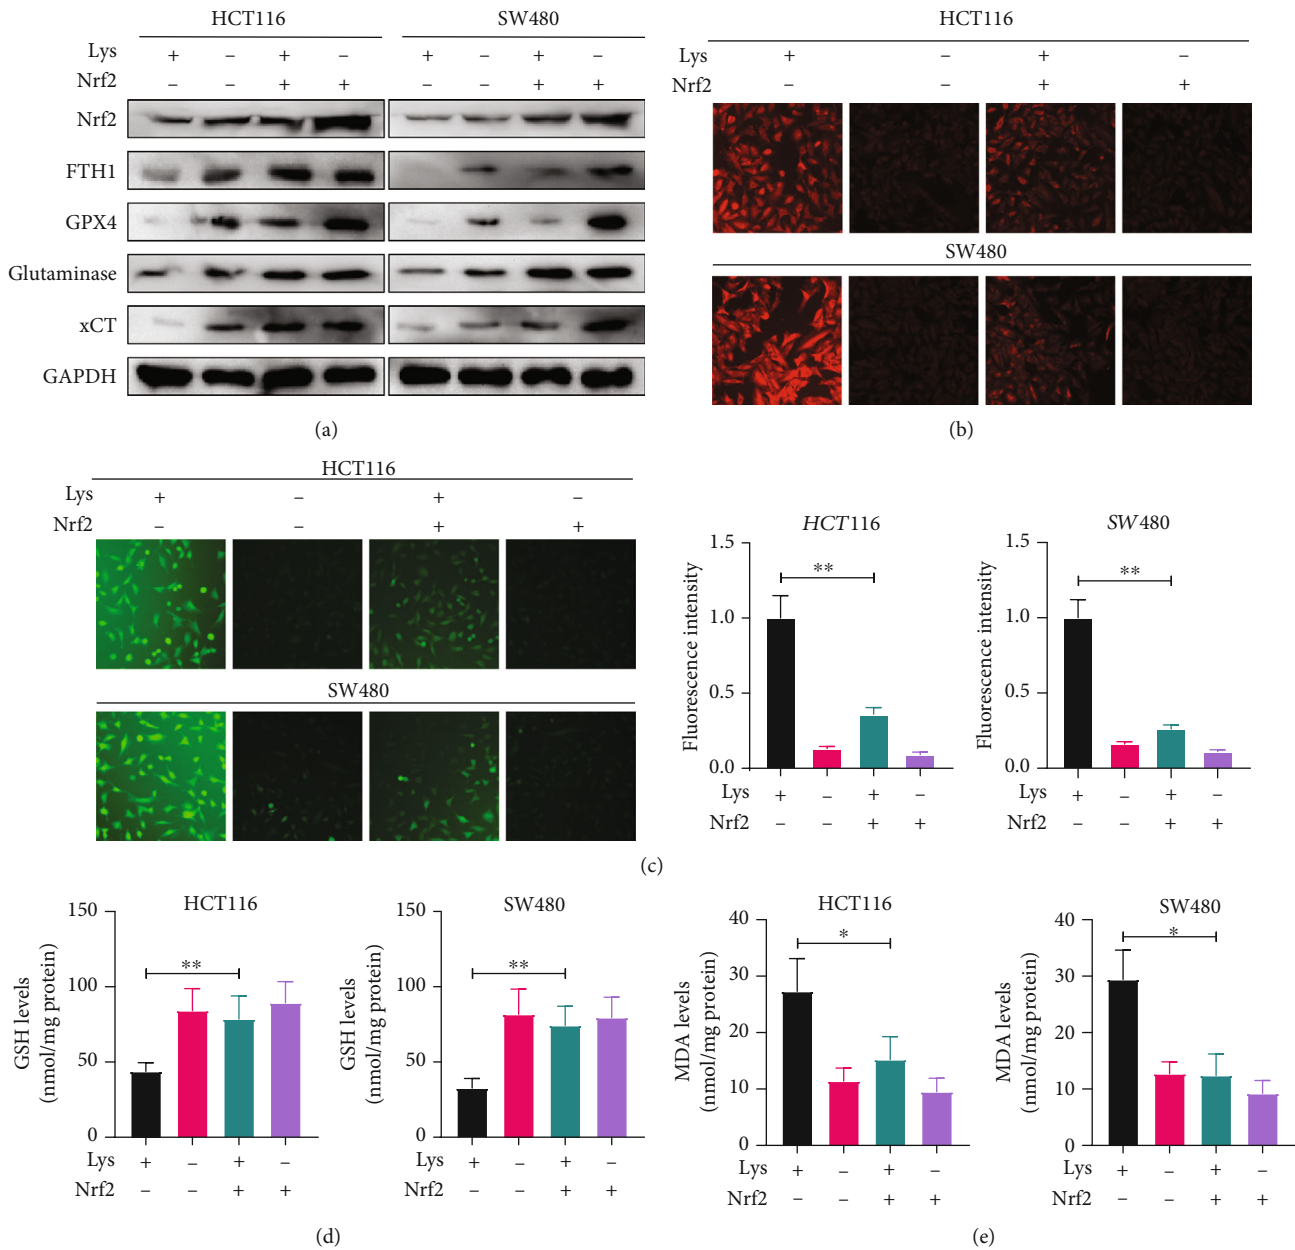 HCT116 SW480
Lys + – + – + – + –
Nrf2 – – + + – – + +
Nrf2
FTH1
GPX4
Glutaminase
xCT
GAPDH
(a)
HCT116
Lys + – + –
Nrf2 – – + +
SW480
(b)
HCT116
Lys + – + –
Nrf2 – – + +
SW480
HCT116
Fluorescence intensity
1.5
1.0
0.5
0.0
**
Lys + – + –
Nrf2 – – + +
SW480
Fluorescence intensity
1.5
1.0
0.5
0.0
**
Lys + – + –
Nrf2 – – + +
(c)
HCT116
GSH levels
(nmol/mg protein)
150
100
50
0
**
Lys + – + –
Nrf2 – – + +
SW480
GSH levels
(nmol/mg protein)
150
100
50
0
**
Lys + – + –
Nrf2 – – + +
(d)
HCT116
MDA levels
(nmol/mg protein)
40
30
20
10
0
*
Lys + – + –
Nrf2 – – + +
SW480
MDA levels
(nmol/mg protein)
40
30
20
10
0
*
Lys + – + –
Nrf2 – – + +
(e)